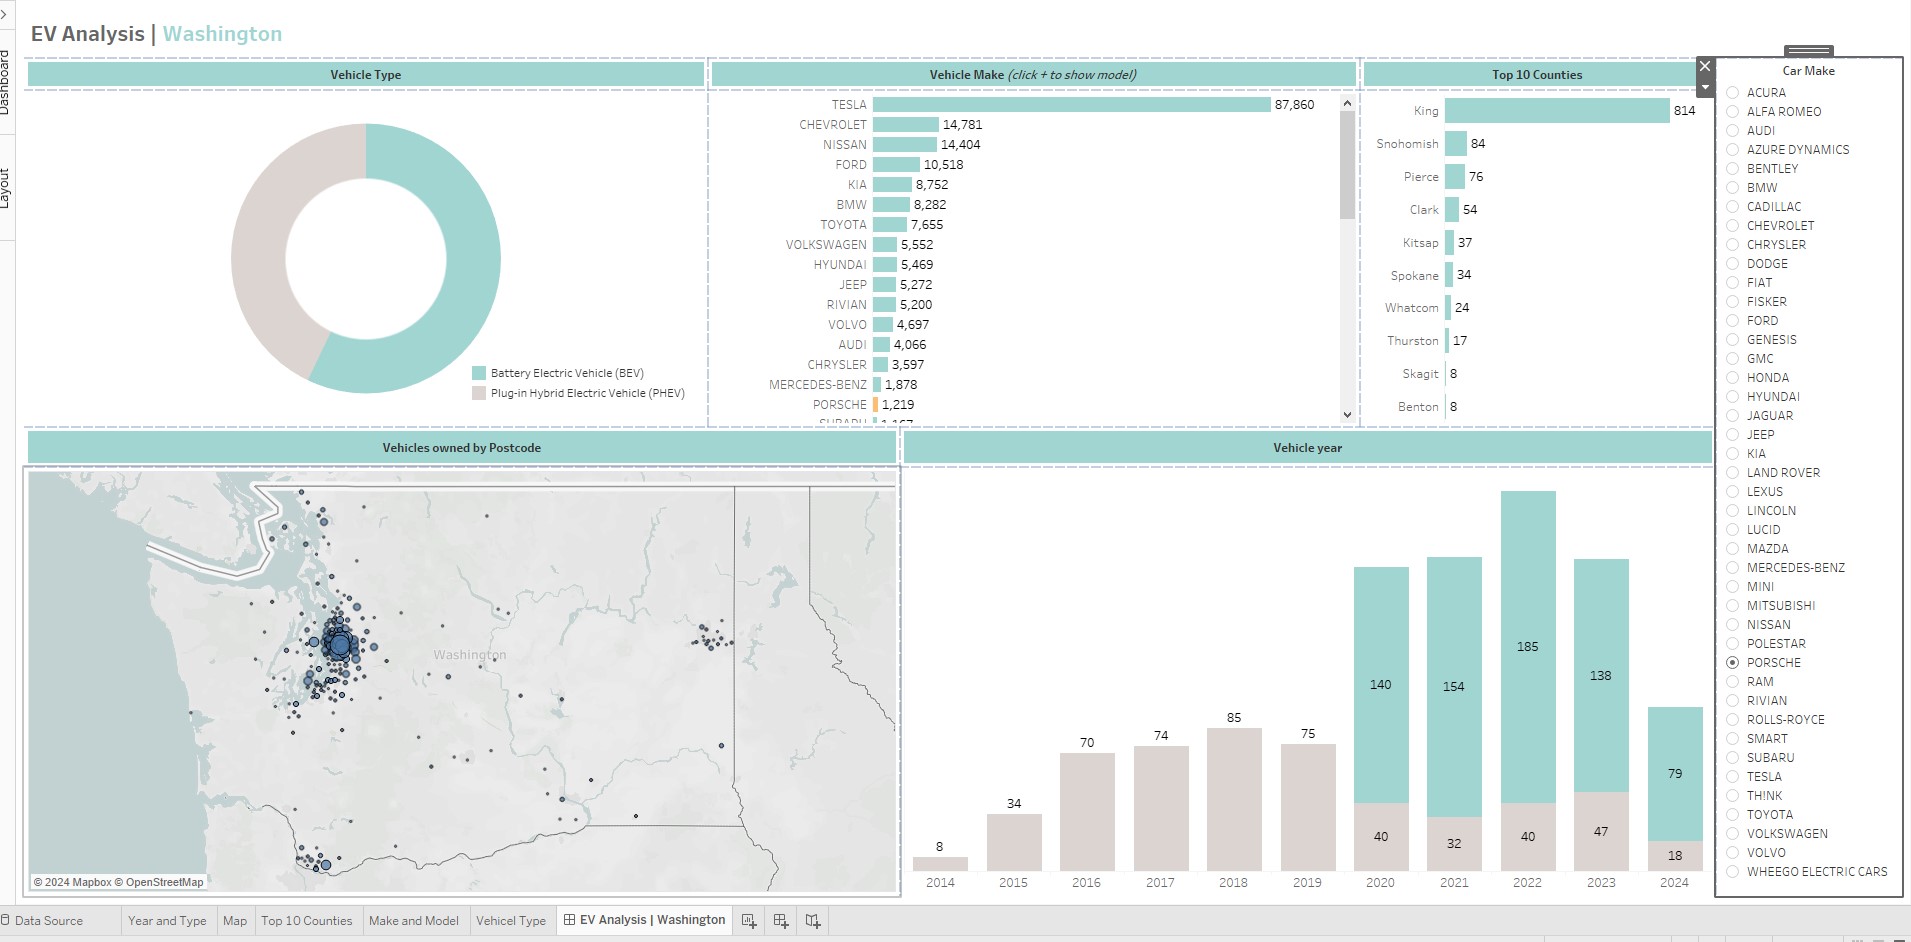 EV Analysis | Washington
Dashboard
Layout
Vehicle Type
Battery Electric Vehicle (BEV)
Plug-in Hybrid Electric Vehicle (PHEV)
Vehicle Make (click + to show model)
TESLA 87,860
CHEVROLET 14,781
NISSAN 14,404
FORD 10,518
KIA 8,752
BMW 8,282
TOYOTA 7,655
VOLKSWAGEN 5,552
HYUNDAI 5,469
JEEP 5,272
RIVIAN 5,200
VOLVO 4,697
AUDI 4,066
CHRYSLER 3,597
MERCEDES-BENZ 1,878
PORSCHE 1,219
SUBARU 1,167
Top 10 Counties
King 814
Snohomish 84
Pierce 76
Clark 54
Kitsap 37
Spokane 34
Whatcom 24
Thurston 17
Skagit 8
Benton 8
Car Make
ACURA
ALFA ROMEO
AUDI
AZURE DYNAMICS
BENTLEY
BMW
CADILLAC
CHEVROLET
CHRYSLER
DODGE
FIAT
FISKER
FORD
GENESIS
GMC
HONDA
HYUNDAI
JAGUAR
JEEP
KIA
LAND ROVER
LEXUS
LINCOLN
LUCID
MAZDA
MERCEDES-BENZ
MINI
MITSUBISHI
NISSAN
POLESTAR
PORSCHE
RAM
RIVIAN
ROLLS-ROYCE
SMART
SUBARU
TESLA
TH!NK
TOYOTA
VOLKSWAGEN
VOLVO
WHEEGO ELECTRIC CARS
Vehicles owned by Postcode
Washington
© 2024 Mapbox © OpenStreetMap
Vehicle year
8
34
70
74
85
75
140
40
154
32
185
40
138
47
79
18
2014 2015 2016 2017 2018 2019 2020 2021 2022 2023 2024
Data Source Year and Type Map Top 10 Counties Make and Model Vehicel Type EV Analysis | Washington